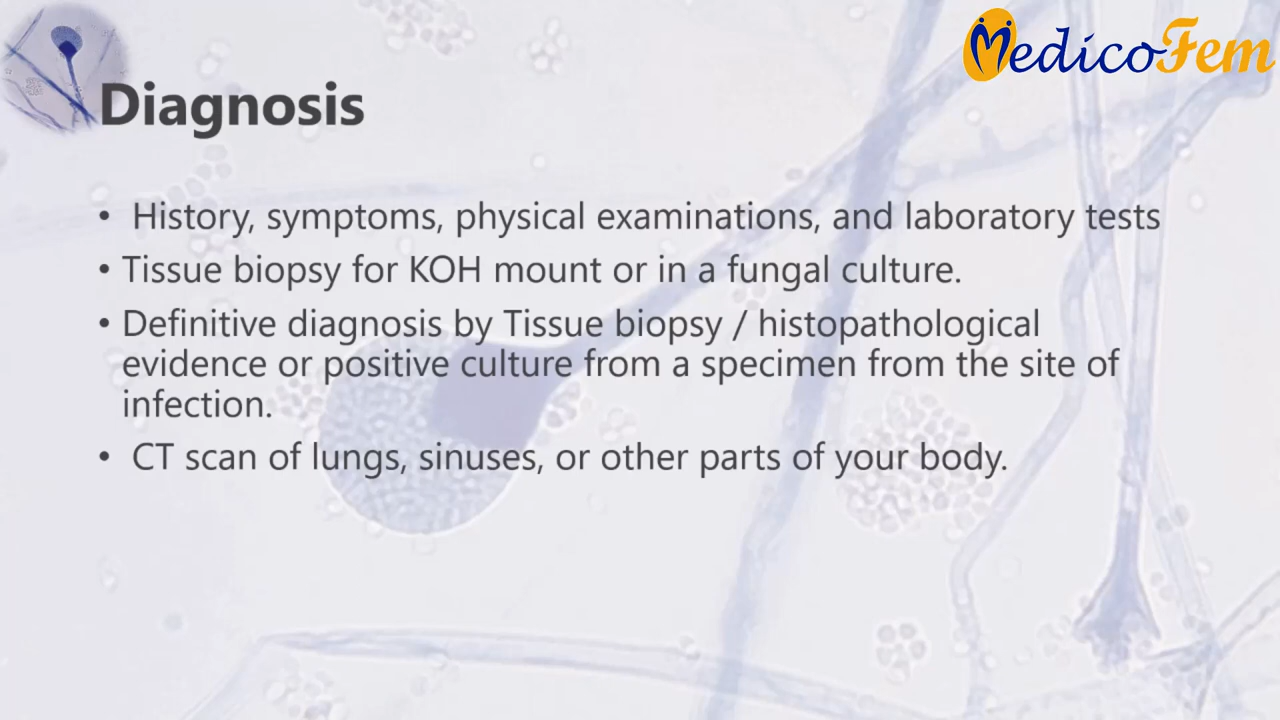 MedicoFem
Diagnosis
• History, symptoms, physical examinations, and laboratory tests
• Tissue biopsy for KOH mount or in a fungal culture.
• Definitive diagnosis by Tissue biopsy / histopathological
evidence or positive culture from a specimen from the site of
infection.
• CT scan of lungs, sinuses, or other parts of your body.